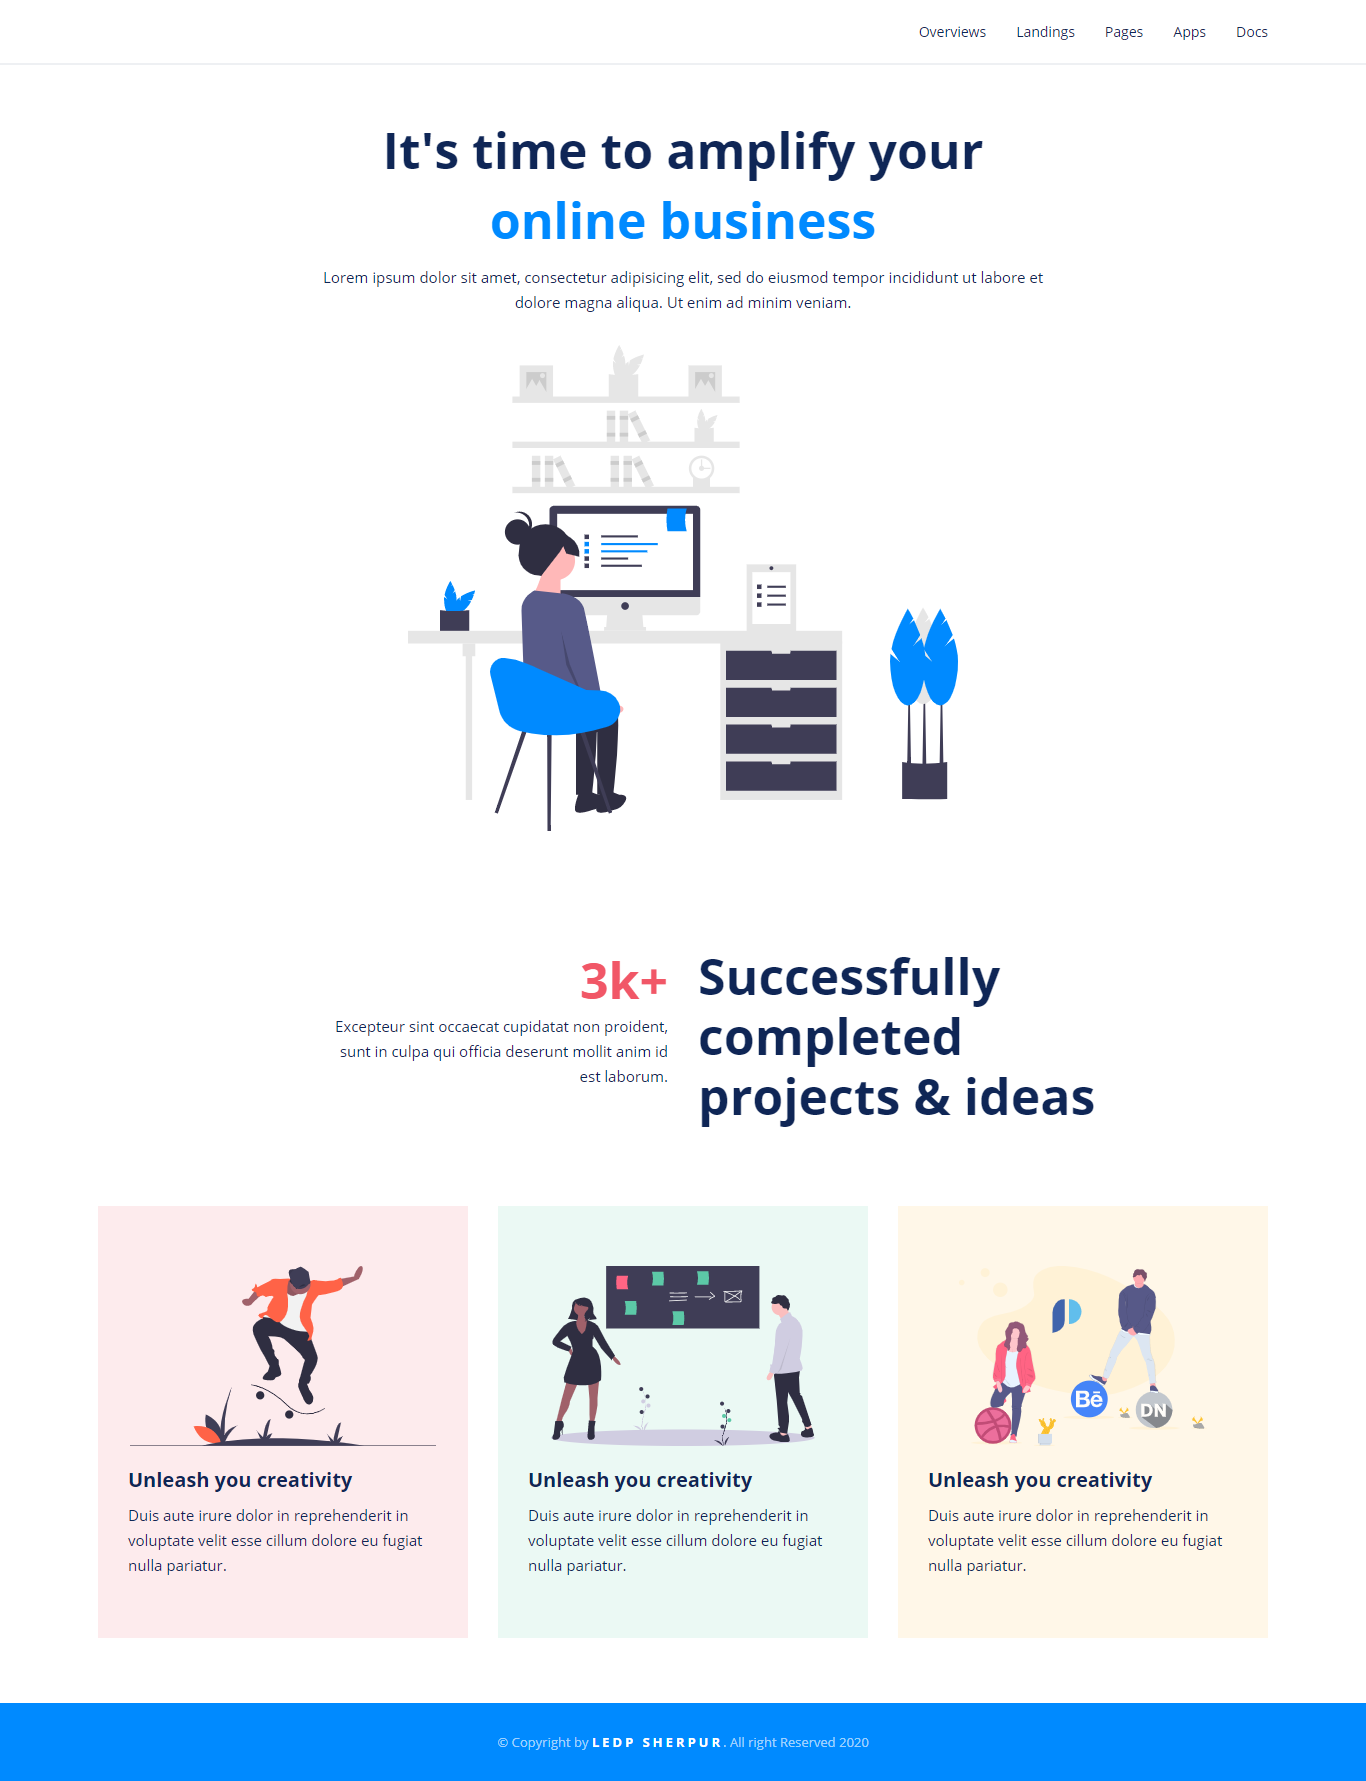 Overviews Landings Pages Apps Docs
It's time to amplify your
online business
Lorem ipsum dolor sit amet, consectetur adipisicing elit, sed do eiusmod tempor incididunt ut labore et
dolore magna aliqua. Ut enim ad minim veniam.
3k+
Excepteur sint occaecat cupidatat non proident,
sunt in culpa qui officia deserunt mollit anim id
est laborum.
Successfully
completed
projects & ideas
Unleash you creativity
Duis aute irure dolor in reprehenderit in
voluptate velit esse cillum dolore eu fugiat
nulla pariatur.
Unleash you creativity
Duis aute irure dolor in reprehenderit in
voluptate velit esse cillum dolore eu fugiat
nulla pariatur.
Bē
DN
Unleash you creativity
Duis aute irure dolor in reprehenderit in
voluptate velit esse cillum dolore eu fugiat
nulla pariatur.
© Copyright by LEDP SHERPUR. All right Reserved 2020